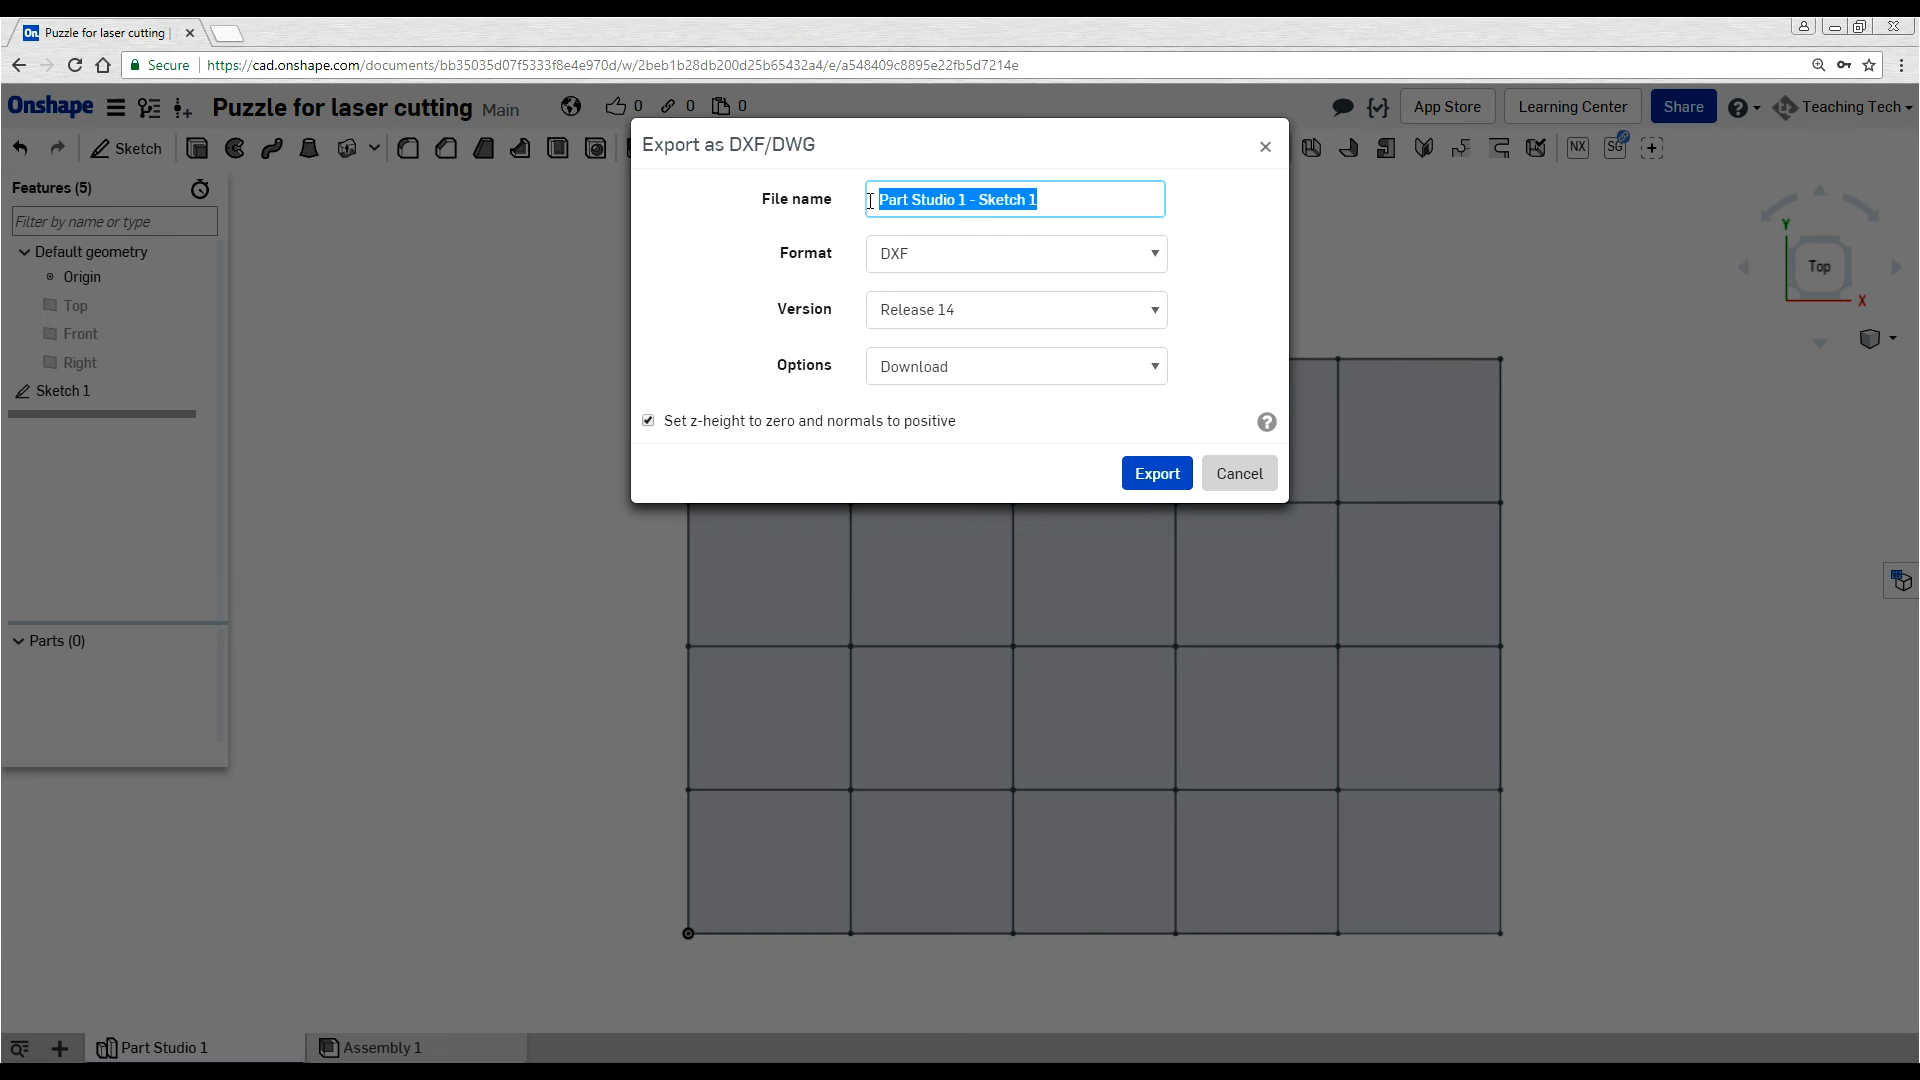 On. Puzzle for laser cutting
Secure https://cad.onshape.com/documents/bb35035d07f5333f8e4e970d/w/2beb1b28db200d25b65432a4/e/a548409c8895e22fb5d7214e
Onshape Puzzle for laser cutting Main 0 0 0 App Store Learning Center Share ? Teaching Tech
Sketch NX SG
Export as DXF/DWG
File name Part Studio 1 - Sketch 1
Format DXF
Version Release 14
Options Download
Set z-height to zero and normals to positive ?
Export Cancel
Features (5)
Filter by name or type
Default geometry
Origin
Top
Front
Right
Sketch 1
Parts (0)
Y
Top
X
Part Studio 1 Assembly 1